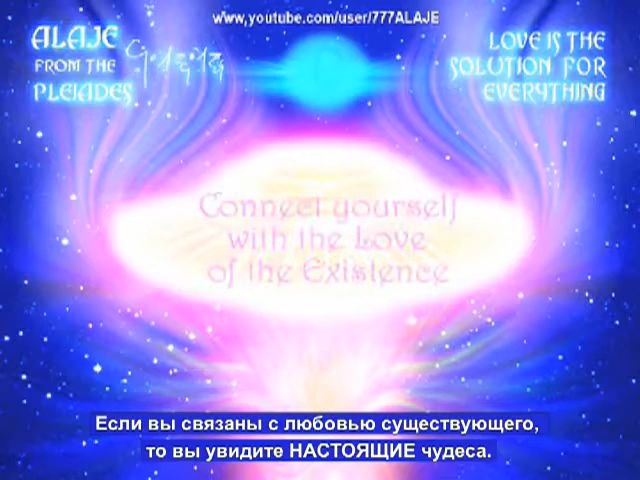 www.youtube.com/user/777ALAJE
ALAJE
FROM THE
PLEIADES
LOVE IS THE
SOLUTION FOR
EVERYTHING
Connect yourself
with the Love
of the Existence
Если вы связаны с любовью существующего,
то вы увидите НАСТОЯЩИЕ чудеса.